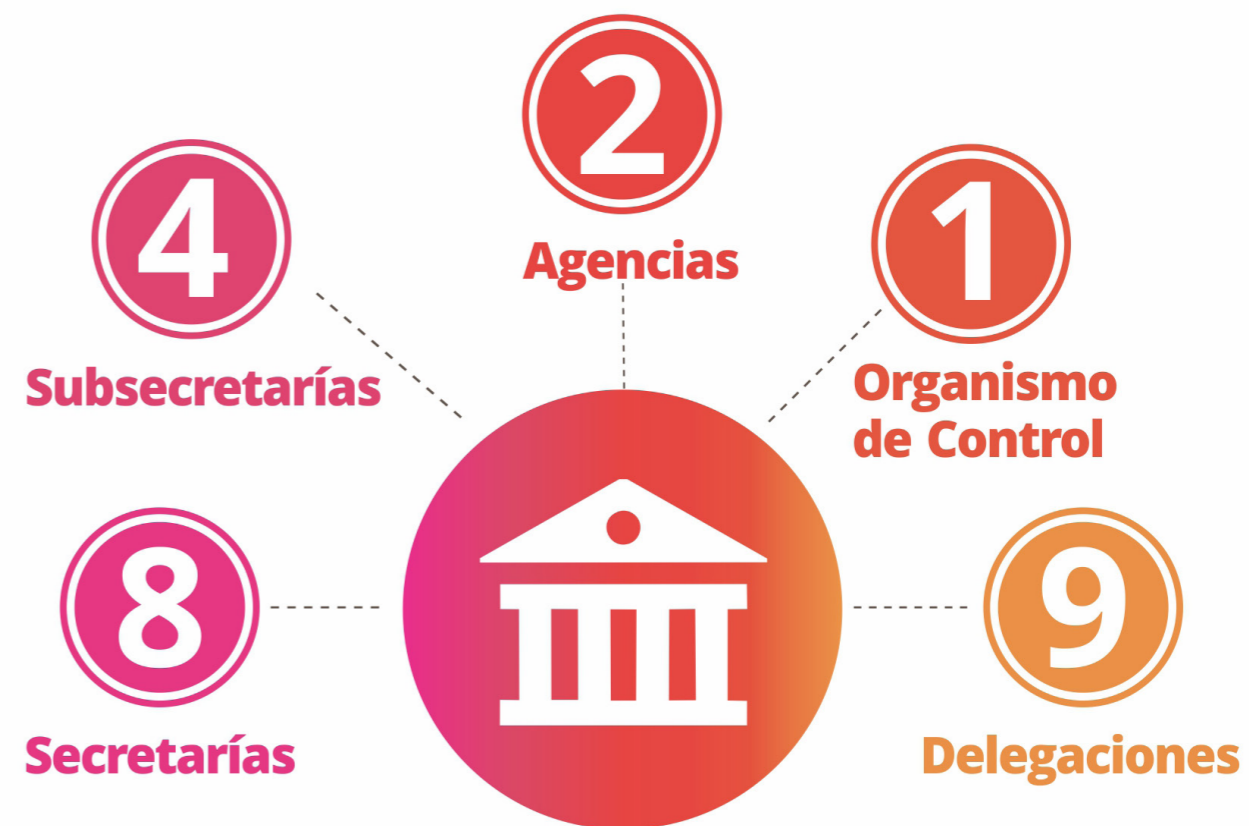 2
Agencias
4
Subsecretarías
1
Organismo
de Control
8
Secretarías
9
Delegaciones